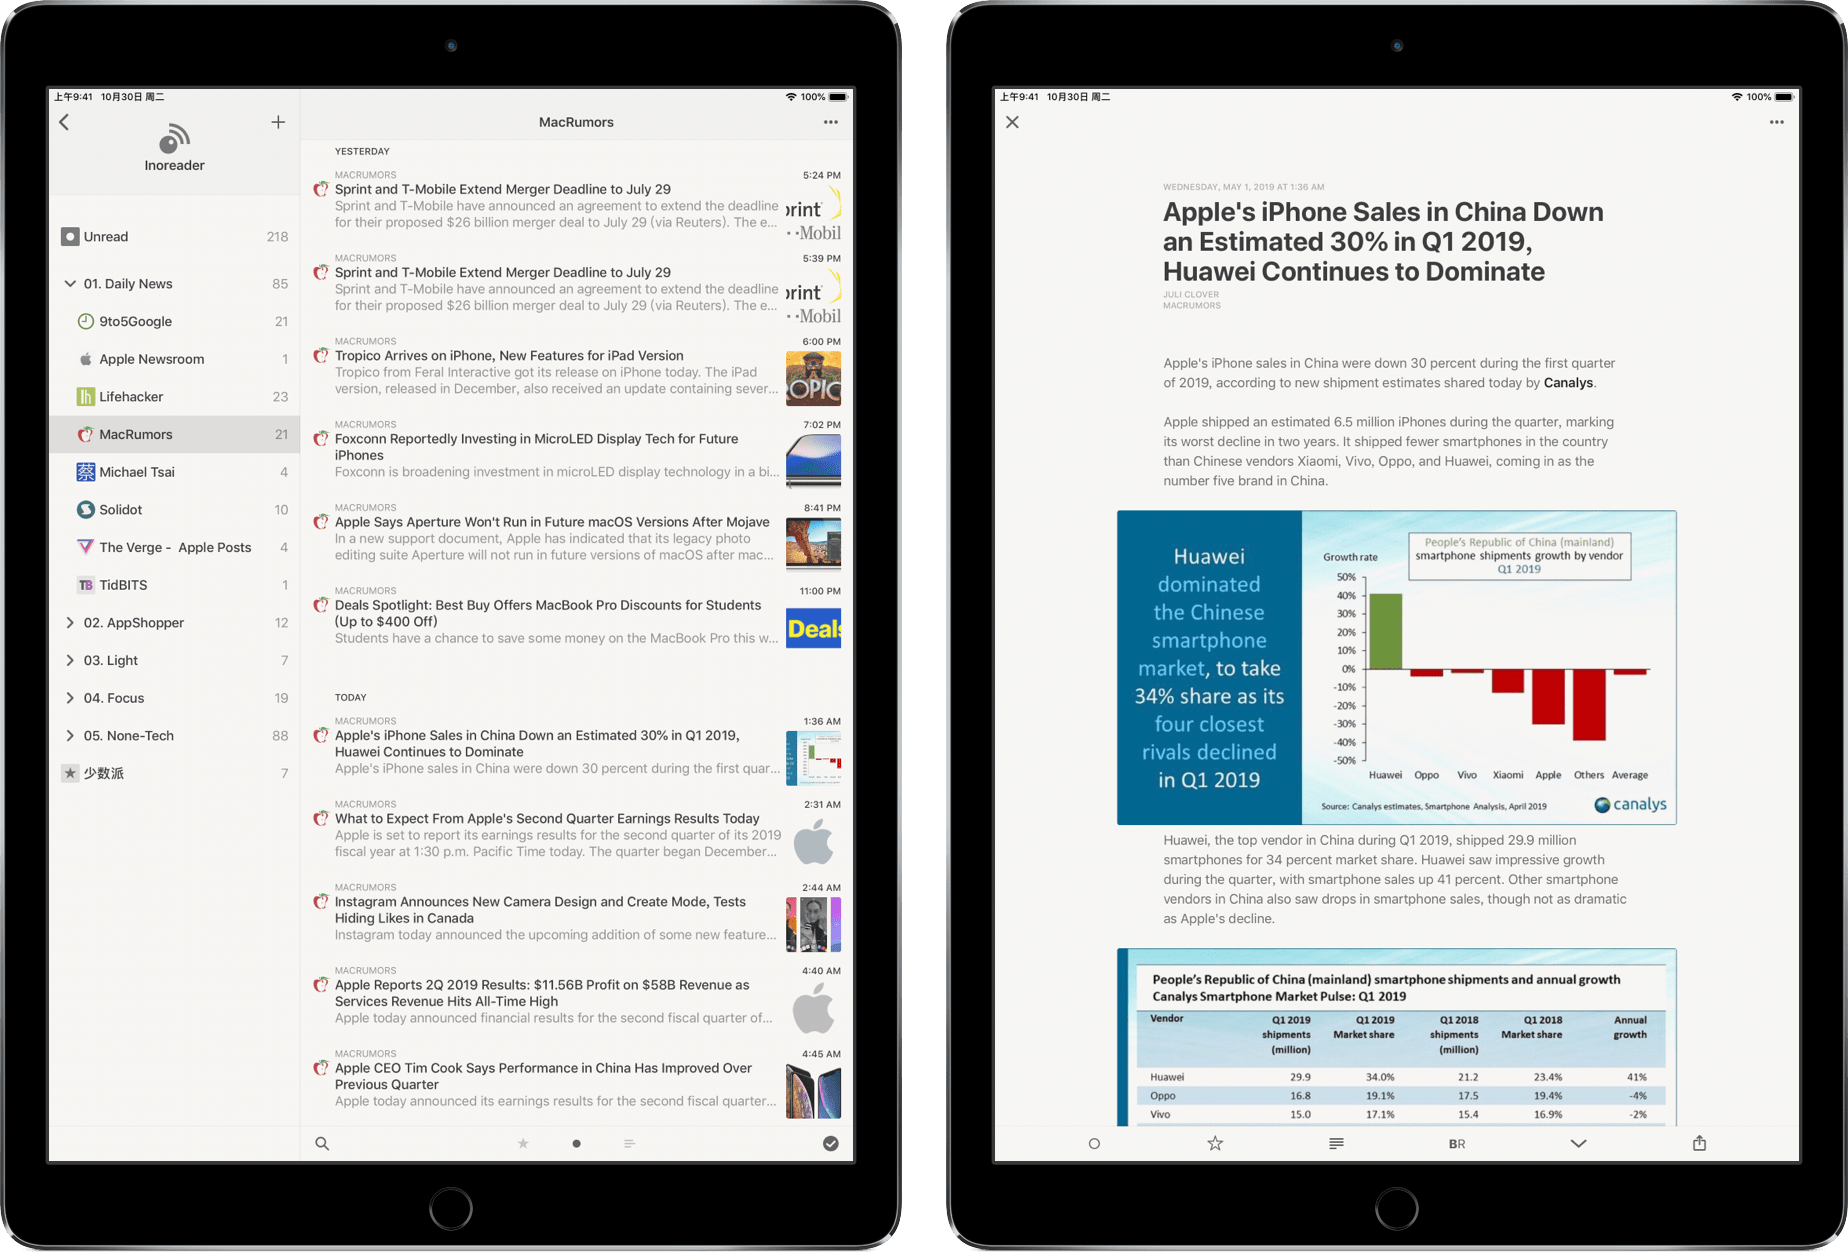 上午9:41 10月30日 周二
100%
Inoreader
Unread 218
01. Daily News 85
9to5Google 21
Apple Newsroom 1
lh Lifehacker 23
MacRumors 21
蔡 Michael Tsai 4
Solidot 10
The Verge - Apple Posts 4
TB TidBITS 1
02. AppShopper 12
03. Light 7
04. Focus 19
05. None-Tech 88
少数派 7
MacRumors
YESTERDAY
MACRUMORS 5:24 PM
Sprint and T-Mobile Extend Merger Deadline to July 29
Sprint and T-Mobile have announced an agreement to extend the deadline
for their proposed $26 billion merger deal to July 29 (via Reuters). The e...
print
Mobil
MACRUMORS 5:39 PM
Sprint and T-Mobile Extend Merger Deadline to July 29
Sprint and T-Mobile have announced an agreement to extend the deadline
for their proposed $26 billion merger deal to July 29 (via Reuters). The e...
print
Mobil
MACRUMORS 6:00 PM
Tropico Arrives on iPhone, New Features for iPad Version
Tropico from Feral Interactive got its release on iPhone today. The iPad
version, released in December, also received an update containing sever...
ROPIC
MACRUMORS 7:02 PM
Foxconn Reportedly Investing in MicroLED Display Tech for Future
iPhones
Foxconn is broadening investment in microLED display technology in a bi...
MACRUMORS 8:41 PM
Apple Says Aperture Won't Run in Future macOS Versions After Mojave
In a new support document, Apple has indicated that its legacy photo
editing suite Aperture will not run in future versions of macOS after mac...
MACRUMORS 11:00 PM
Deals Spotlight: Best Buy Offers MacBook Pro Discounts for Students
(Up to $400 Off)
Students have a chance to save some money on the MacBook Pro this w...
Deals
TODAY
MACRUMORS 1:36 AM
Apple's iPhone Sales in China Down an Estimated 30% in Q1 2019,
Huawei Continues to Dominate
Apple's iPhone sales in China were down 30 percent during the first quar...
MACRUMORS 2:31 AM
What to Expect From Apple's Second Quarter Earnings Results Today
Apple is set to report its earnings results for the second quarter of its 2019
fiscal year at 1:30 p.m. Pacific Time today. The quarter began December...
MACRUMORS 2:44 AM
Instagram Announces New Camera Design and Create Mode, Tests
Hiding Likes in Canada
Instagram today announced the upcoming addition of some new feature...
MACRUMORS 4:40 AM
Apple Reports 2Q 2019 Results: $11.56B Profit on $58B Revenue as
Services Revenue Hits All-Time High
Apple today announced financial results for the second fiscal quarter of...
MACRUMORS 4:45 AM
Apple CEO Tim Cook Says Performance in China Has Improved Over
Previous Quarter
Apple today announced its earnings results for the second fiscal quarter...
上午9:41 10月30日 周二
100%
WEDNESDAY, MAY 1, 2019 AT 1:36 AM
Apple's iPhone Sales in China Down
an Estimated 30% in Q1 2019,
Huawei Continues to Dominate
JULI CLOVER
MACRUMORS
Apple's iPhone sales in China were down 30 percent during the first quarter
of 2019, according to new shipment estimates shared today by Canalys.
Apple shipped an estimated 6.5 million iPhones during the quarter, marking
its worst decline in two years. It shipped fewer smartphones in the country
than Chinese vendors Xiaomi, Vivo, Oppo, and Huawei, coming in as the
number five brand in China.
Huawei
dominated
the Chinese
smartphone
market, to take
34% share as its
four closest
rivals declined
in Q1 2019
People's Republic of China (mainland)
smartphone shipments growth by vendor
Q1 2019
Growth rate
50%
40%
30%
20%
10%
0%
-10%
-20%
-30%
-40%
-50%
Huawei Oppo Vivo Xiaomi Apple Others Average
Source: Canalys estimates, Smartphone Analysis, April 2019
canalys
Huawei, the top vendor in China during Q1 2019, shipped 29.9 million
smartphones for 34 percent market share. Huawei saw impressive growth
during the quarter, with smartphone sales up 41 percent. Other smartphone
vendors in China also saw drops in smartphone sales, though not as dramatic
as Apple's decline.
People's Republic of China (mainland) smartphone shipments and annual growth
Canalys Smartphone Market Pulse: Q1 2019
Vendor Q1 2019 Q1 2019 Q1 2018 Q1 2018 Annual
shipments Market share shipments Market share growth
(million) (million)
Huawei 29.9 34.0% 21.2 23.4% 41%
Oppo 16.8 19.1% 17.5 19.4% -4%
Vivo 15.0 17.1% 15.4 16.9% -2%
BR